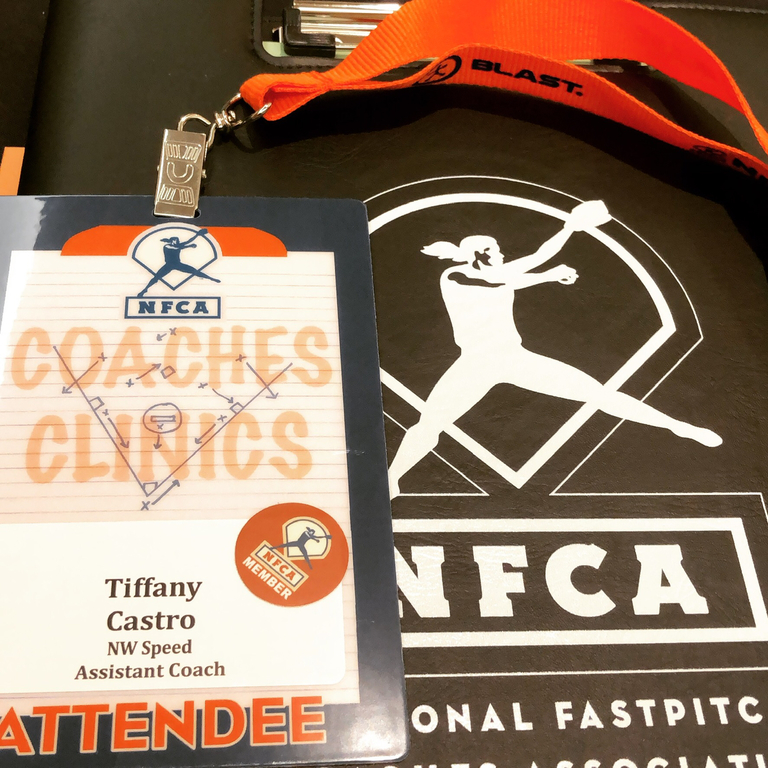 BLAST.
NFCA
COACHES
CLINICS
NFCA
MEMBER
Tiffany
Castro
NW Speed
Assistant Coach
ATTENDEE
NFCA
ONAL FASTPITC